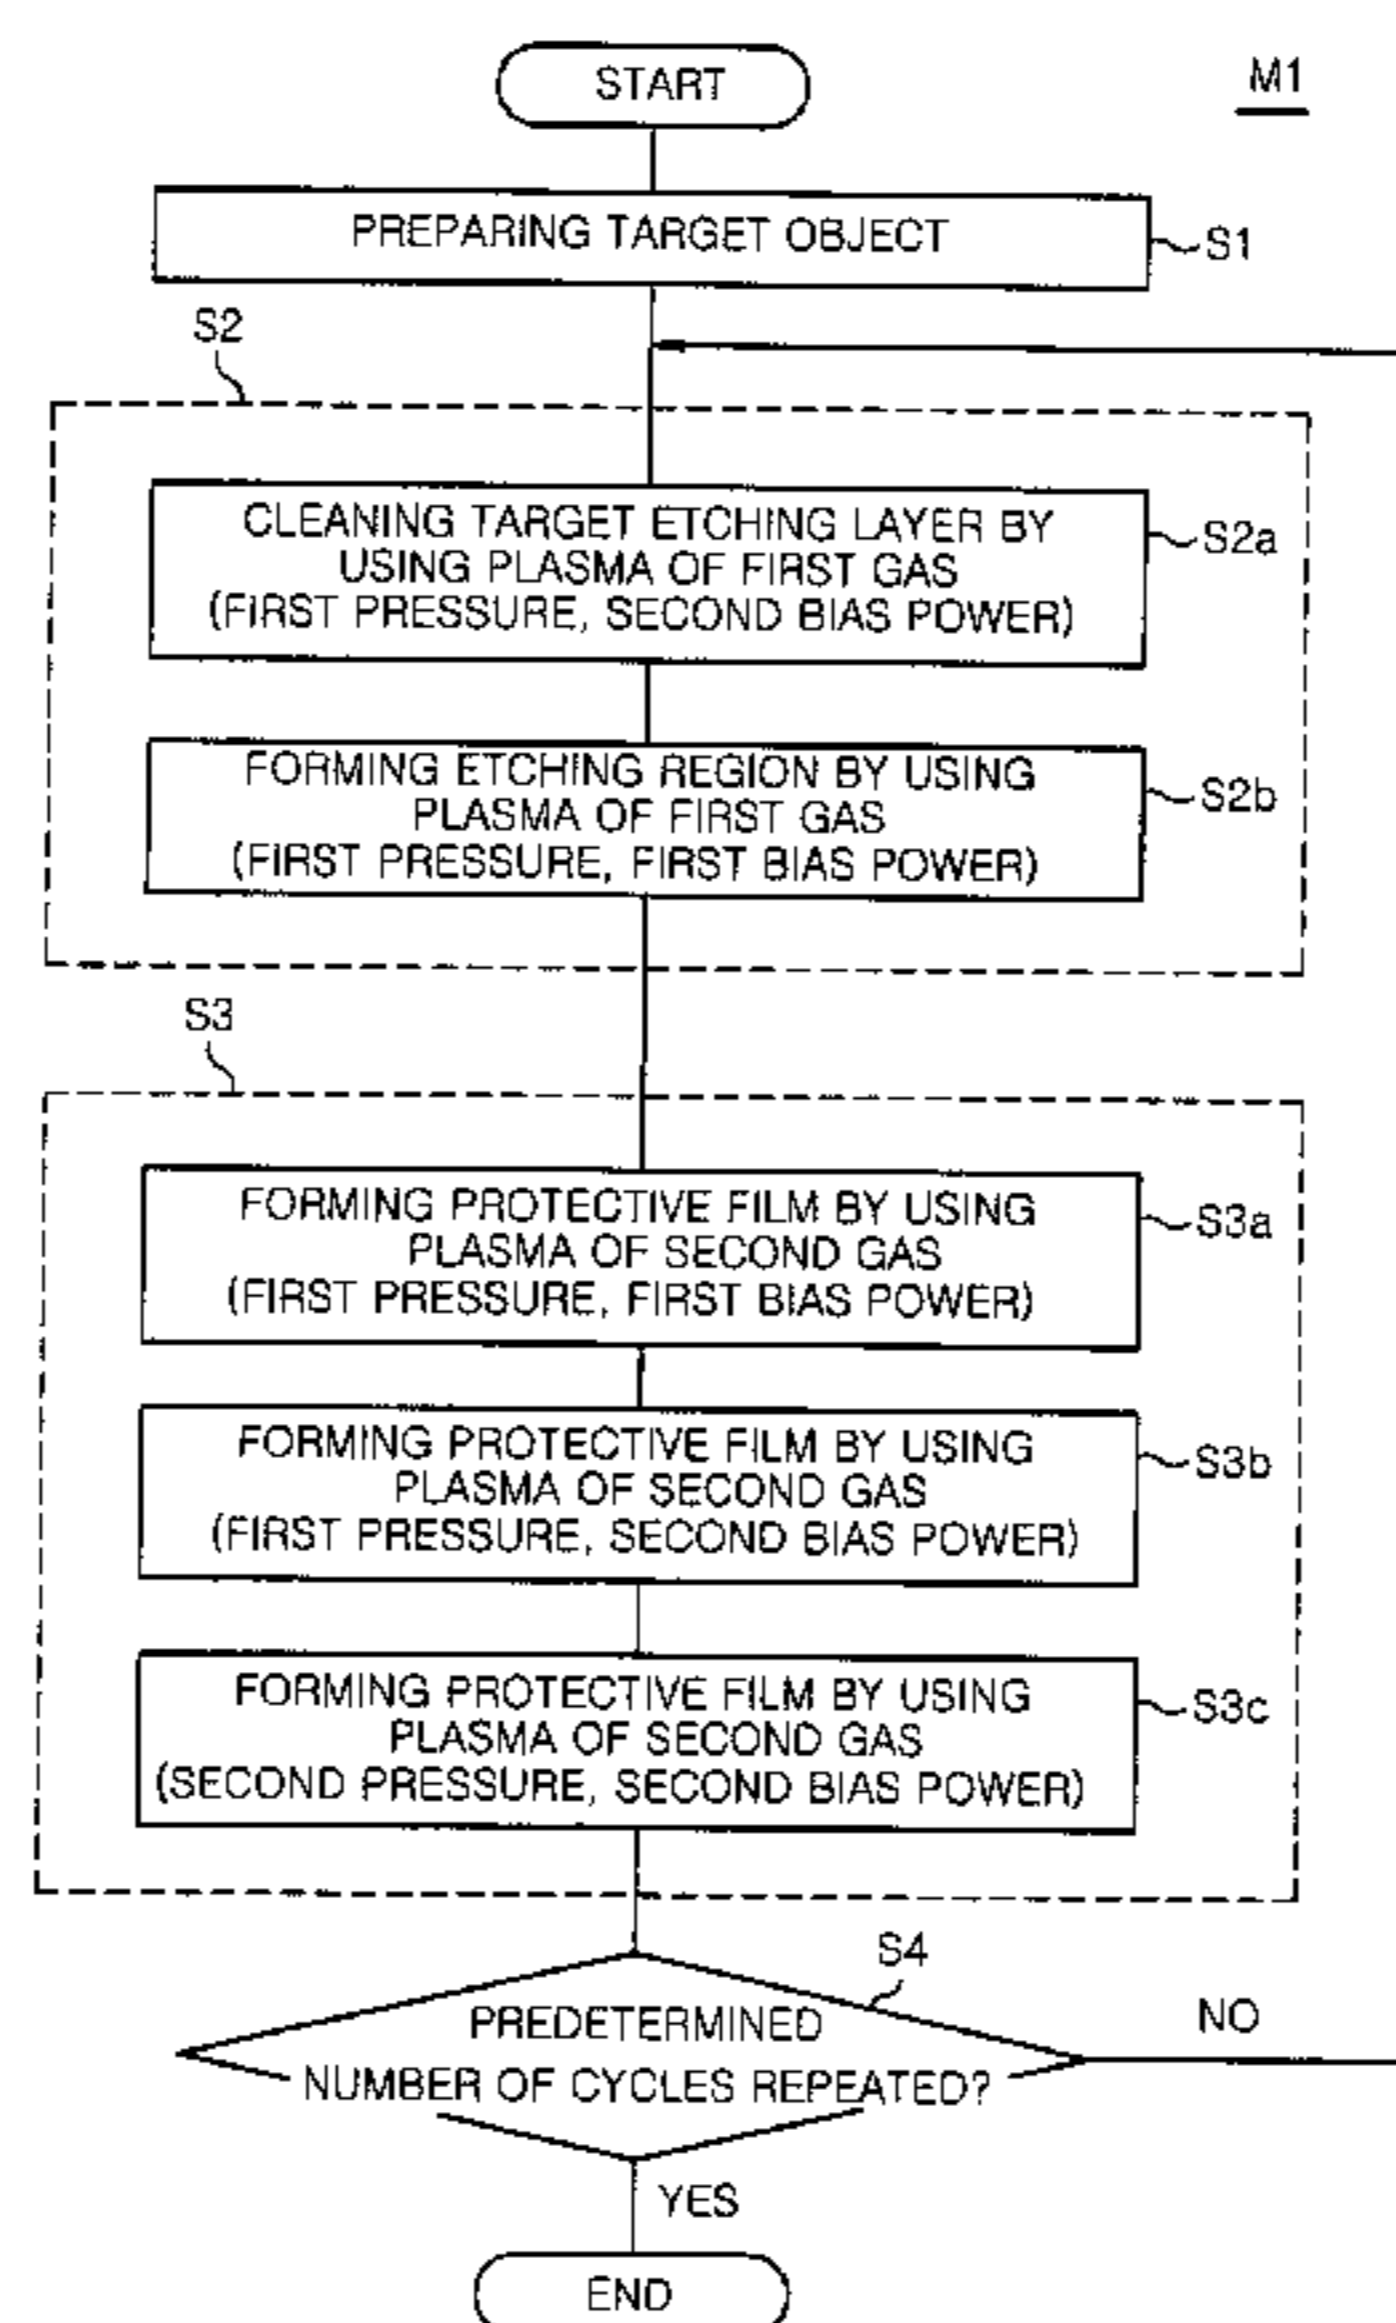 START
M1
PREPARING TARGET OBJECT
S1
S2
CLEANING TARGET ETCHING LAYER BY
USING PLASMA OF FIRST GAS
(FIRST PRESSURE, SECOND BIAS POWER)
S2a
FORMING ETCHING REGION BY USING
PLASMA OF FIRST GAS
(FIRST PRESSURE, FIRST BIAS POWER)
S2b
S3
FORMING PROTECTIVE FILM BY USING
PLASMA OF SECOND GAS
(FIRST PRESSURE, FIRST BIAS POWER)
S3a
FORMING PROTECTIVE FILM BY USING
PLASMA OF SECOND GAS
(FIRST PRESSURE, SECOND BIAS POWER)
S3b
FORMING PROTECTIVE FILM BY USING
PLASMA OF SECOND GAS
(SECOND PRESSURE, SECOND BIAS POWER)
S3c
S4
PREDETERMINED
NUMBER OF CYCLES REPEATED?
NO
YES
END